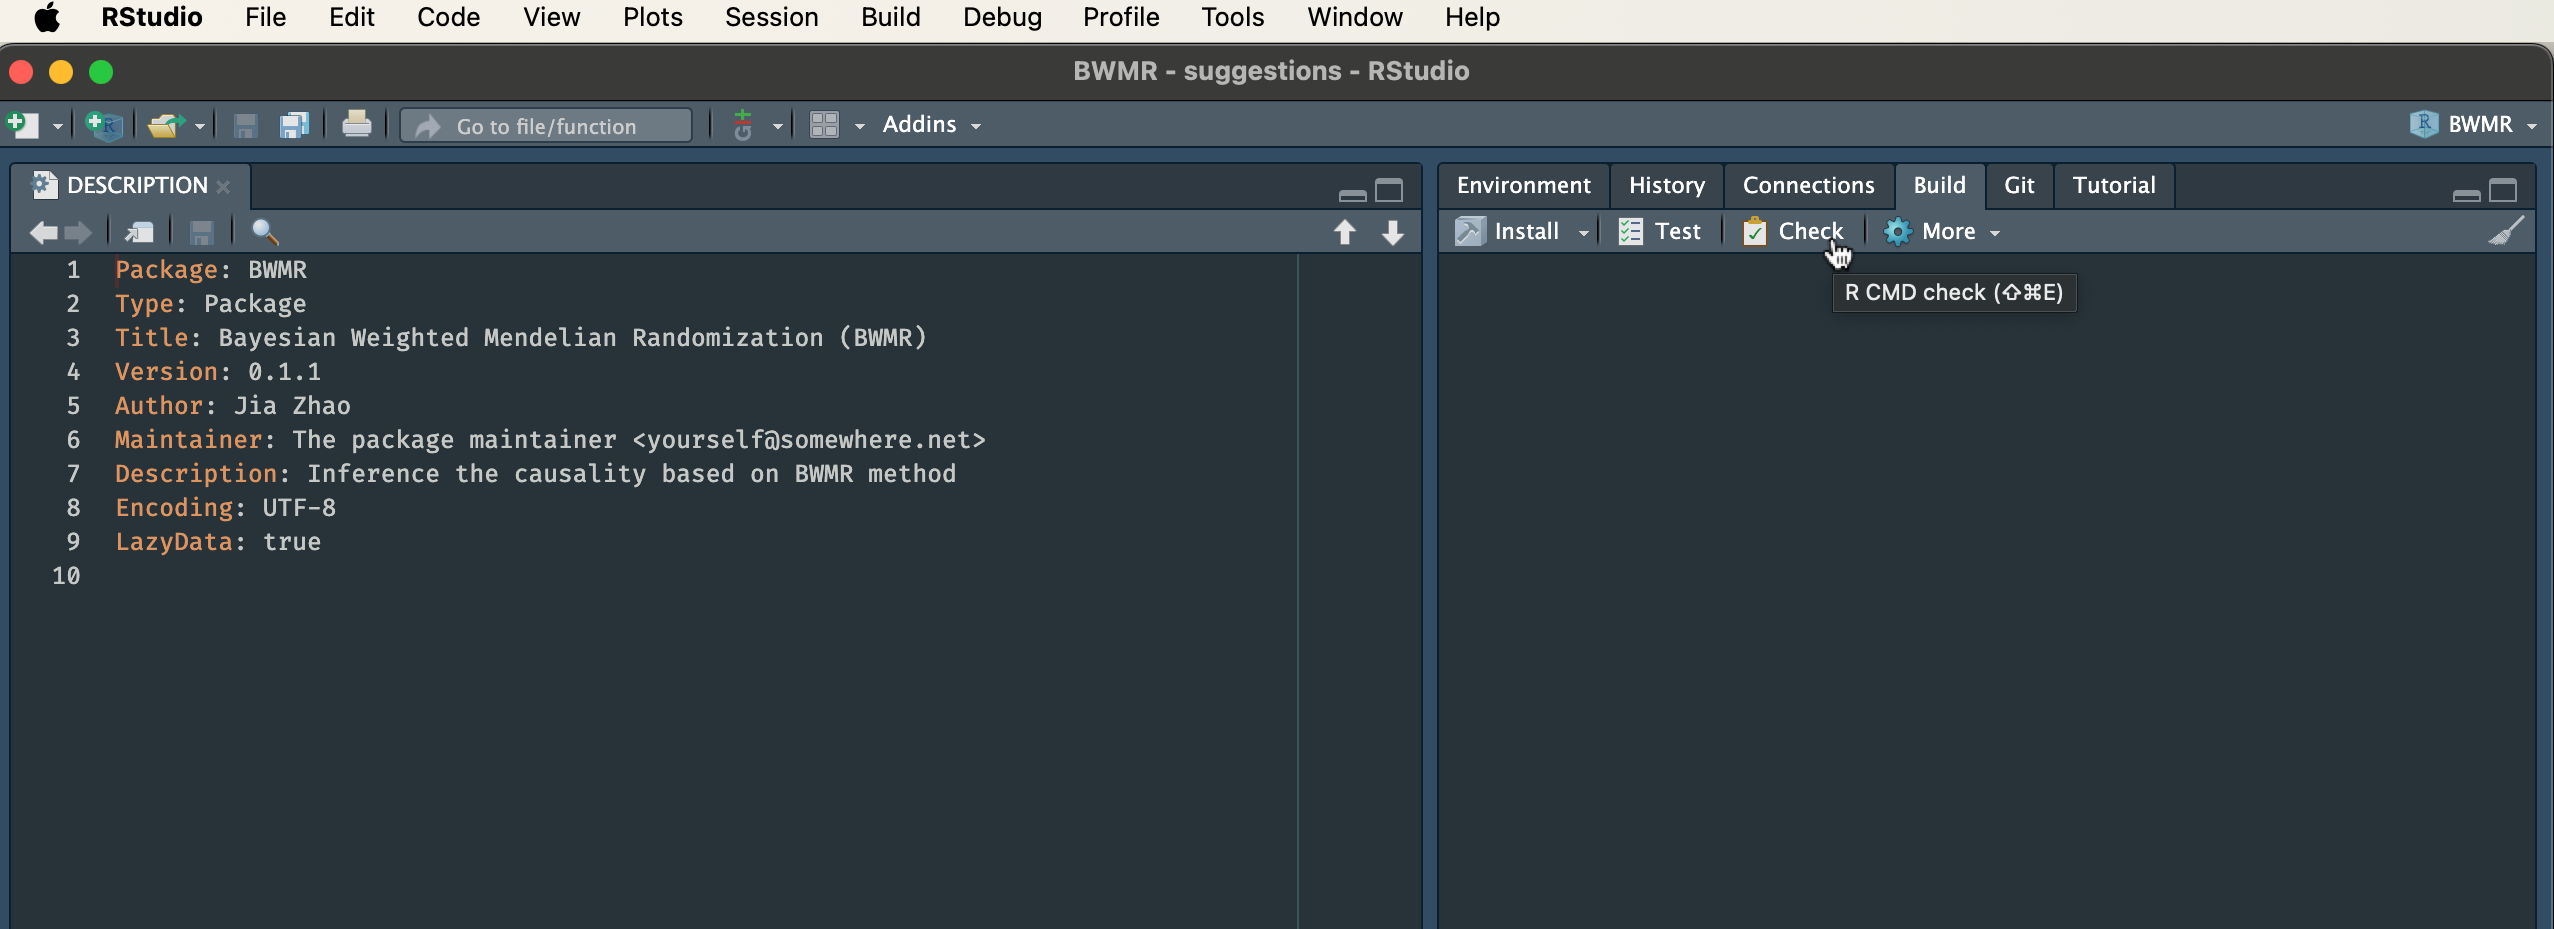 RStudio File Edit Code View Plots Session Build Debug Profile Tools Window Help
BWMR - suggestions - RStudio
Go to file/function Addins BWMR
DESCRIPTION
Environment History Connections Build Git Tutorial
Install Test Check More
R CMD check (⇧⌘E)
1 Package: BWMR
2 Type: Package
3 Title: Bayesian Weighted Mendelian Randomization (BWMR)
4 Version: 0.1.1
5 Author: Jia Zhao
6 Maintainer: The package maintainer <yourself@somewhere.net>
7 Description: Inference the causality based on BWMR method
8 Encoding: UTF-8
9 LazyData: true
10